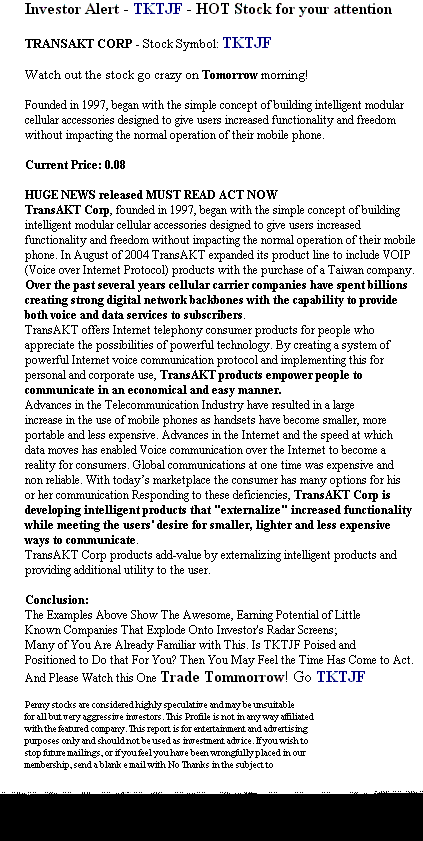 Investor Alert - TKTJF - HOT Stock for your attention
TRANSAKT CORP - Stock Symbol: TKTJF
Watch out the stock go crazy on Tomorrow morning!
Founded in 1997, began with the simple concept of building intelligent modular
cellular accessories designed to give users increased functionality and freedom
without impacting the normal operation of their mobile phone.
Current Price: 0.08
HUGE NEWS released MUST READ ACT NOW
TransAKT Corp, founded in 1997, began with the simple concept of building
intelligent modular cellular accessories designed to give users increased
functionality and freedom without impacting the normal operation of their mobile
phone. In August of 2004 TransAKT expanded its product line to include VOIP
(Voice over Internet Protocol) products with the purchase of a Taiwan company.
Over the past several years cellular carrier companies have spent billions
creating strong digital network backbones with the capability to provide
both voice and data services to subscribers.
TransAKT offers Internet telephony consumer products for people who
appreciate the possibilities of powerful technology. By creating a system of
powerful Internet voice communication protocol and implementing this for
personal and corporate use, TransAKT products empower people to
communicate in an economical and easy manner.
Advances in the Telecommunication Industry have resulted in a large
increase in the use of mobile phones as handsets have become smaller, more
portable and less expensive. Advances in the Internet and the speed at which
data moves has enabled Voice communication over the Internet to become a
reality for consumers. Global communications at one time was expensive and
non reliable. With today's marketplace the consumer has many options for his
or her communication Responding to these deficiencies, TransAKT Corp is
developing intelligent products that "externalize" increased functionality
while meeting the users' desire for smaller, lighter and less expensive
ways to communicate.
TransAKT Corp products add-value by externalizing intelligent products and
providing additional utility to the user.
Conclusion:
The Examples Above Show The Awesome, Earning Potential of Little
Known Companies That Explode Onto Investor's Radar Screens;
Many of You Are Already Familiar with This. Is TKTJF Poised and
Positioned to Do that For You? Then You May Feel the Time Has Come to Act.
And Please Watch this One Trade Tommorrow! Go TKTJF
Penny stocks are considered highly speculative and may be unsuitable
for all but very aggressive investors. This Profile is not in any way affiliated
with the featured company. This report is for entertainment and advertising
purposes only and should not be used as investment advice. If you wish to
stop future mailings, or if you feel you have been wrongfully placed in our
membership, send a blank e mail with No Thanks in the subject to